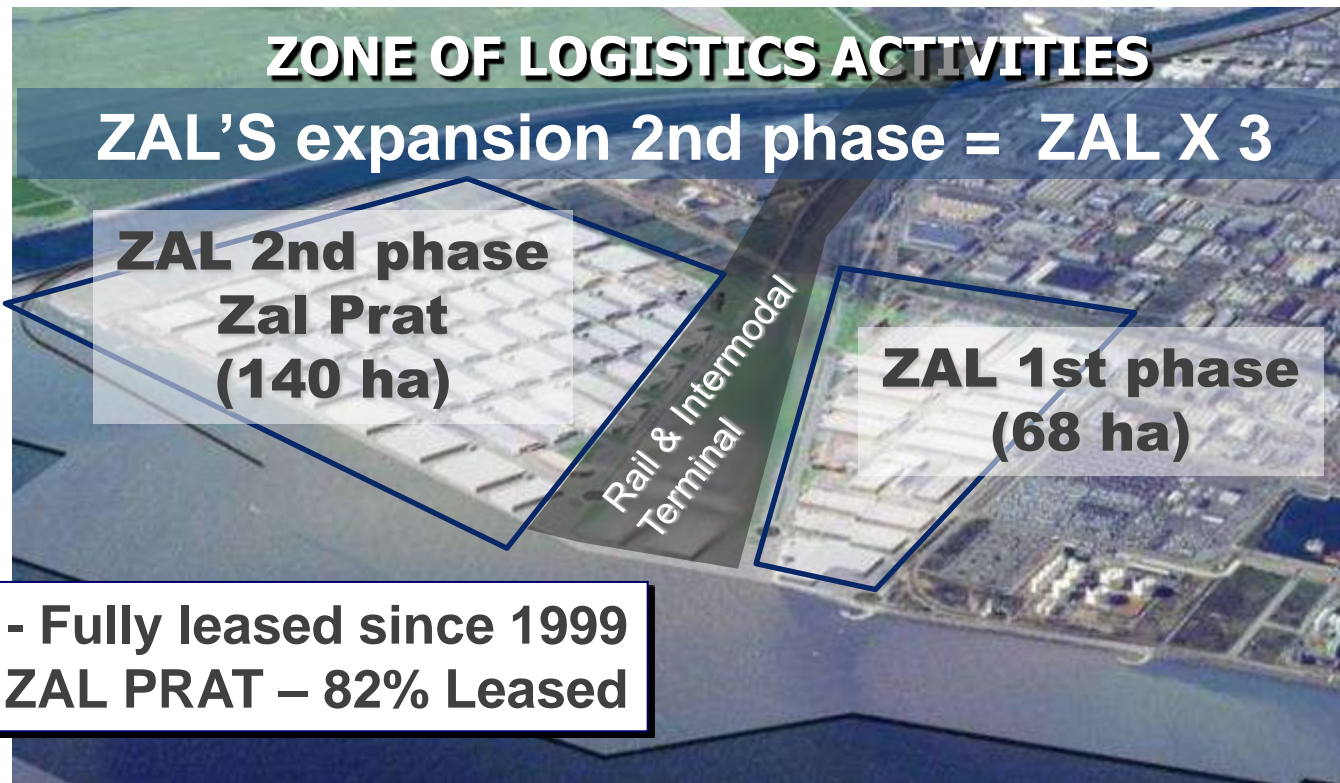 ZONE OF LOGISTICS ACTIVITIES
ZAL’S expansion 2nd phase = ZAL X 3
ZAL 2nd phase
Zal Prat
(140 ha)
Rail & Intermodal
Terminal
ZAL 1st phase
(68 ha)
- Fully leased since 1999
ZAL PRAT – 82% Leased